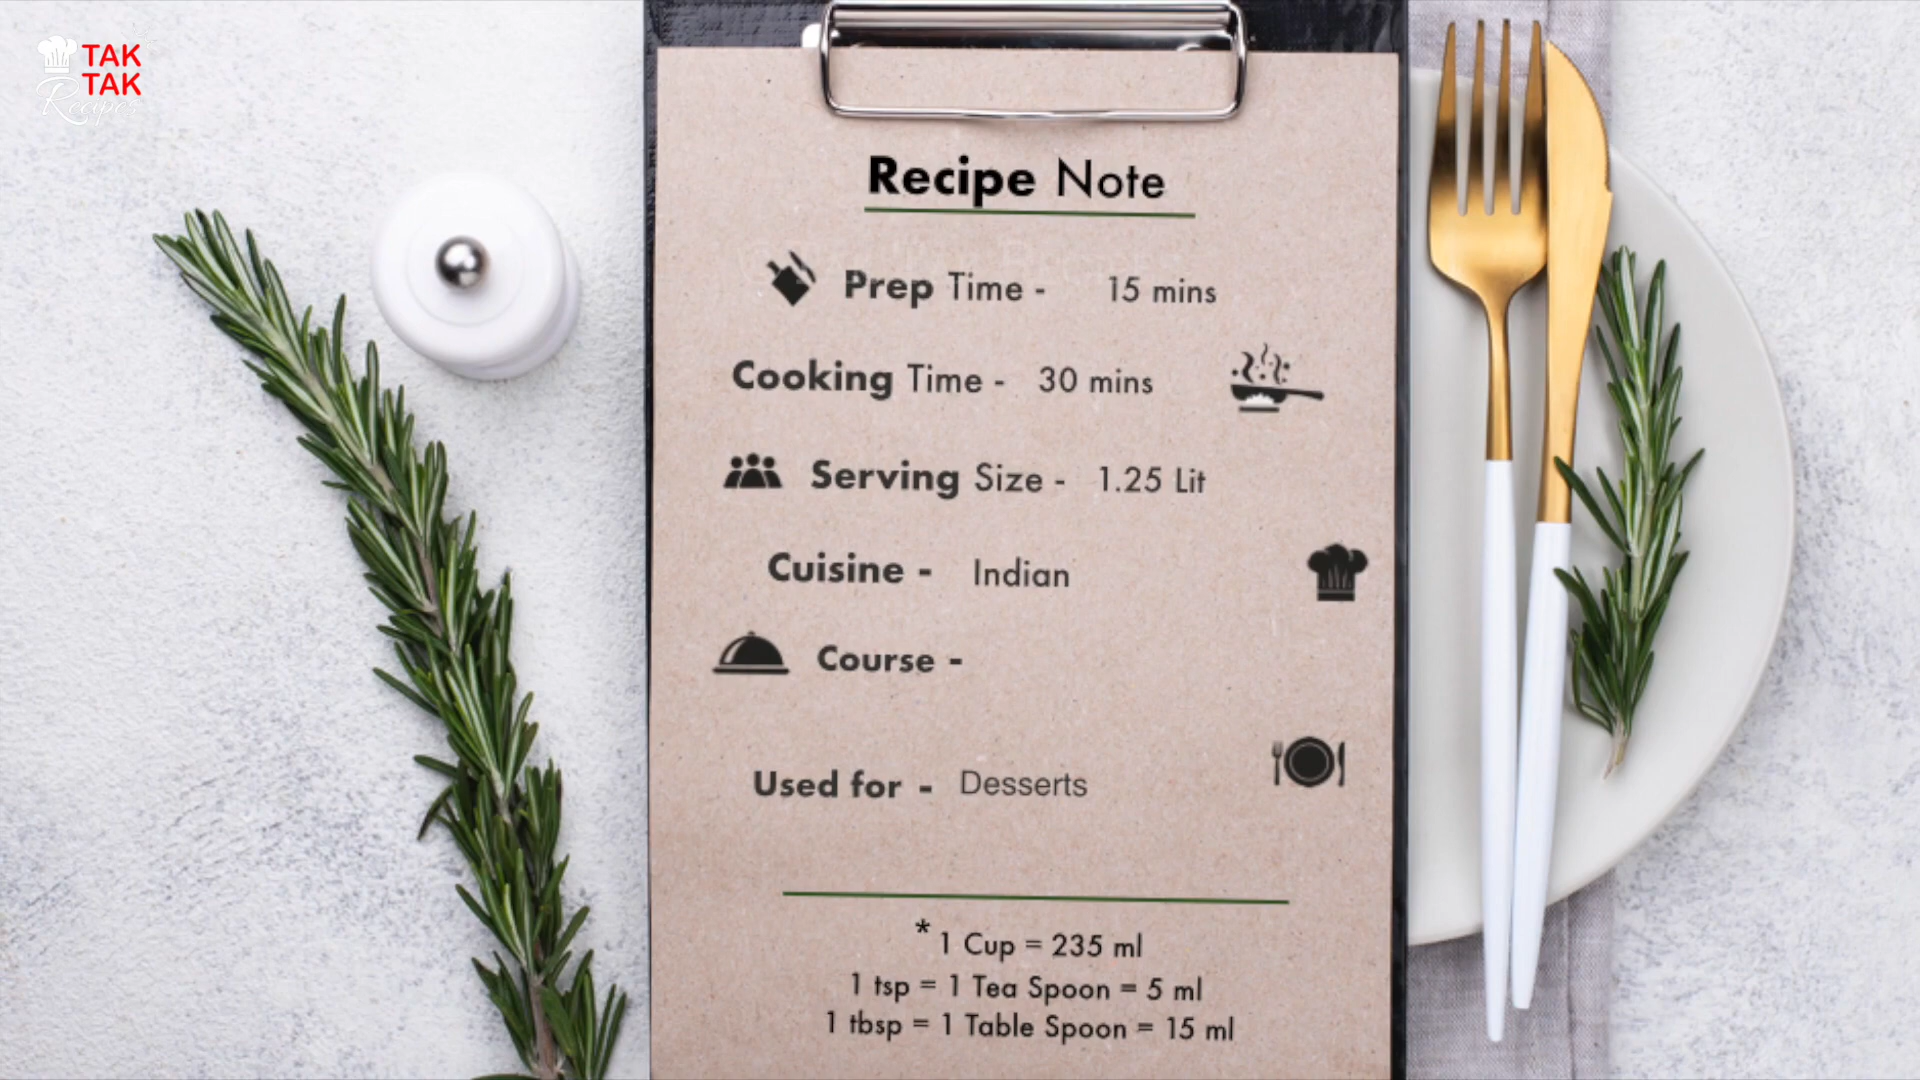 TAK
TAK
Recipes
Recipe Note
Prep Time - 15 mins
Cooking Time - 30 mins
Serving Size - 1.25 Lit
Cuisine - Indian
Course -
Used for - Desserts
* 1 Cup = 235 ml
1 tsp = 1 Tea Spoon = 5 ml
1 tbsp = 1 Table Spoon = 15 ml